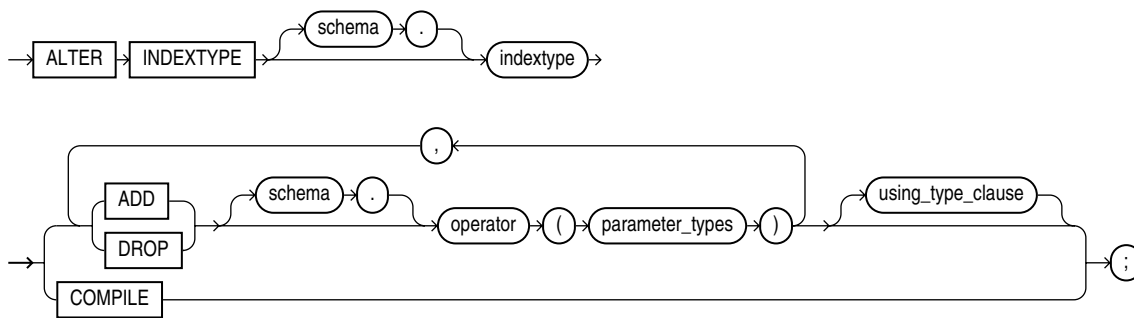 schema .
ALTER INDEXTYPE indextype
,
ADD schema . using_type_clause
operator ( parameter_types )
DROP
;
COMPILE